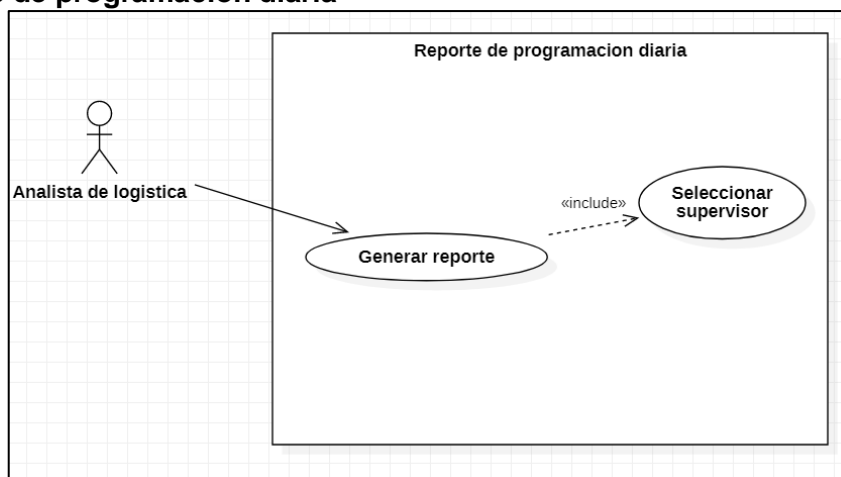 de programacion diaria
Reporte de programacion diaria
Analista de logistica
«include»
Seleccionar
supervisor
Generar reporte